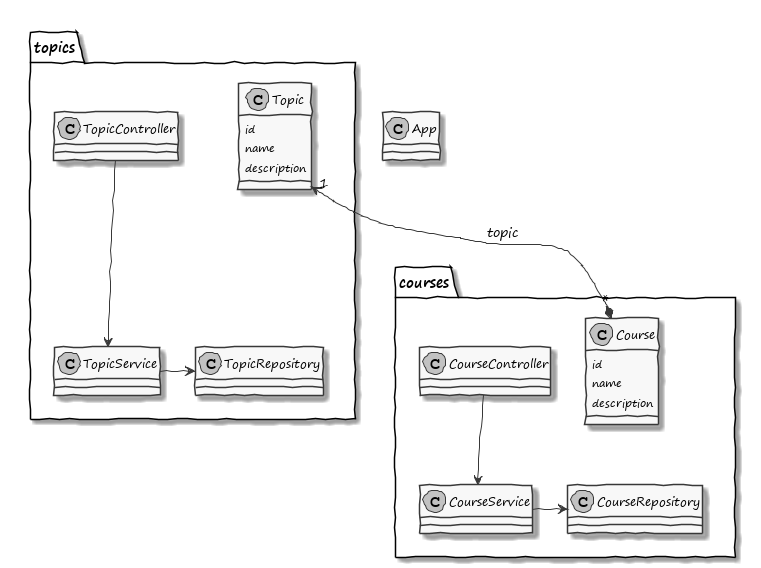 topics
C Topic
id
name
description
C TopicController
C App
1
topic
*
C TopicService
C TopicRepository
courses
C Course
id
name
description
C CourseController
C CourseService
C CourseRepository